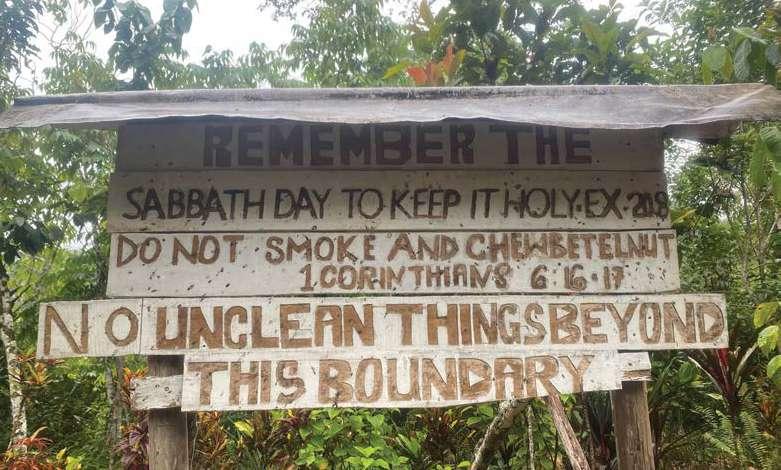 REMEMBER THE
SABBATH DAY TO KEEP IT HOLY·EX·20:8
DO NOT SMOKE AND CHEWBETELNUT
1 CORINTHIANS 6·16·17
NO UNCLEAN THINGS BEYOND
THIS BOUNDARY